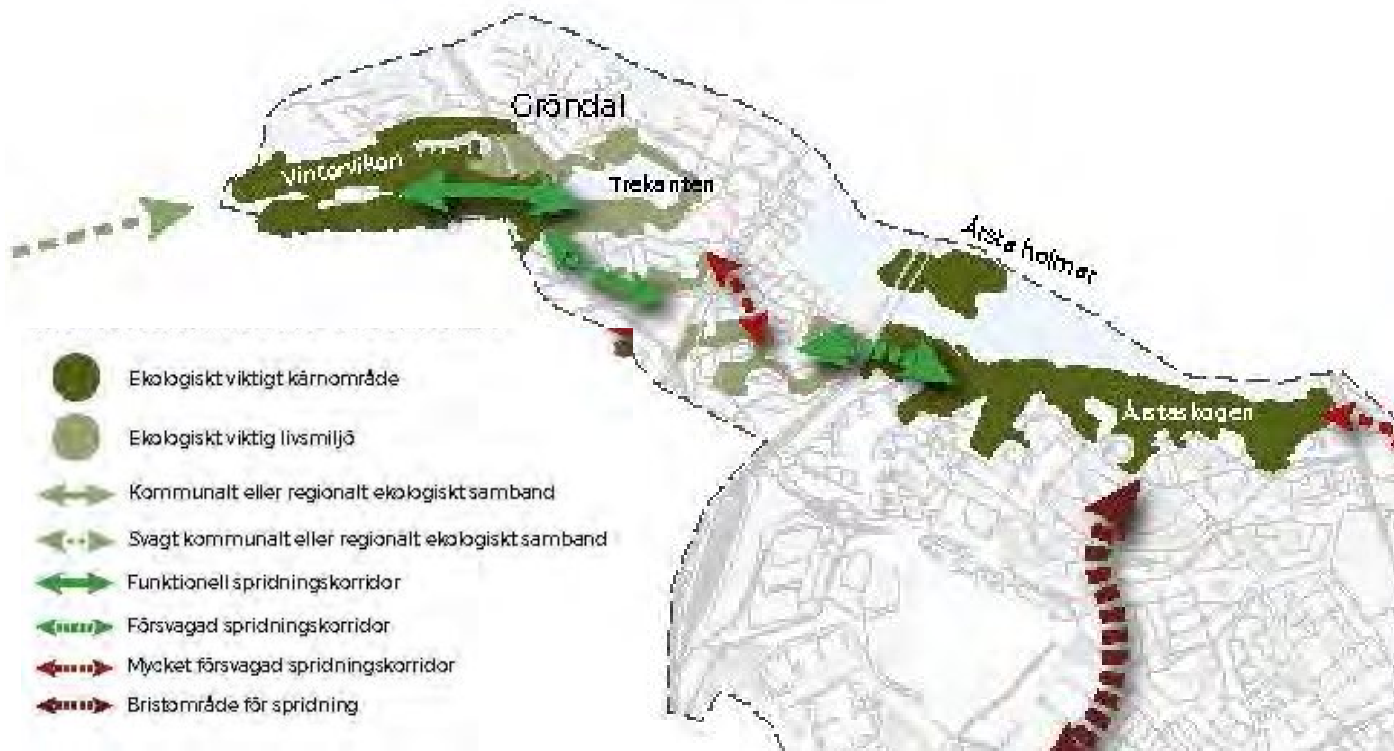 Gröndal
Vinterviken
Trekanten
Årsta holmar
Årstaskogen
Ekologiskt viktigt kärnområde
Ekologiskt viktig livsmiljö
Kommunalt eller regionalt ekologiskt samband
Svagt kommunalt eller regionalt ekologiskt samband
Funktionell spridningskorridor
Försvagad spridningskorridor
Mycket försvagad spridningskorridor
Bristområde för spridning